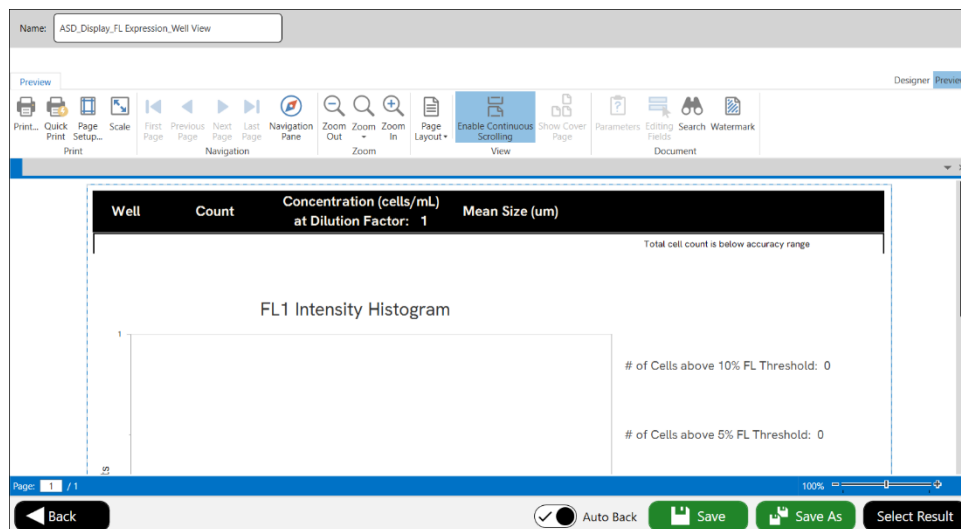 Name: ASD_Display_FL Expression_Well View
Preview
Designer Preview
Print... Quick Print Page Setup... Scale First Page Previous Page Next Page Last Page Navigation Pane Zoom Out Zoom Zoom In Page Layout Enable Continuous Scrolling Show Cover Page Parameters Editing Fields Search Watermark
Print Navigation Zoom View Document
Well Count Concentration (cells/mL) at Dilution Factor: 1 Mean Size (um)
Total cell count is below accuracy range
FL1 Intensity Histogram
1
# of Cells above 10% FL Threshold: 0
# of Cells above 5% FL Threshold: 0
Page: 1 / 1 100%
Back Auto Back Save Save As Select Result